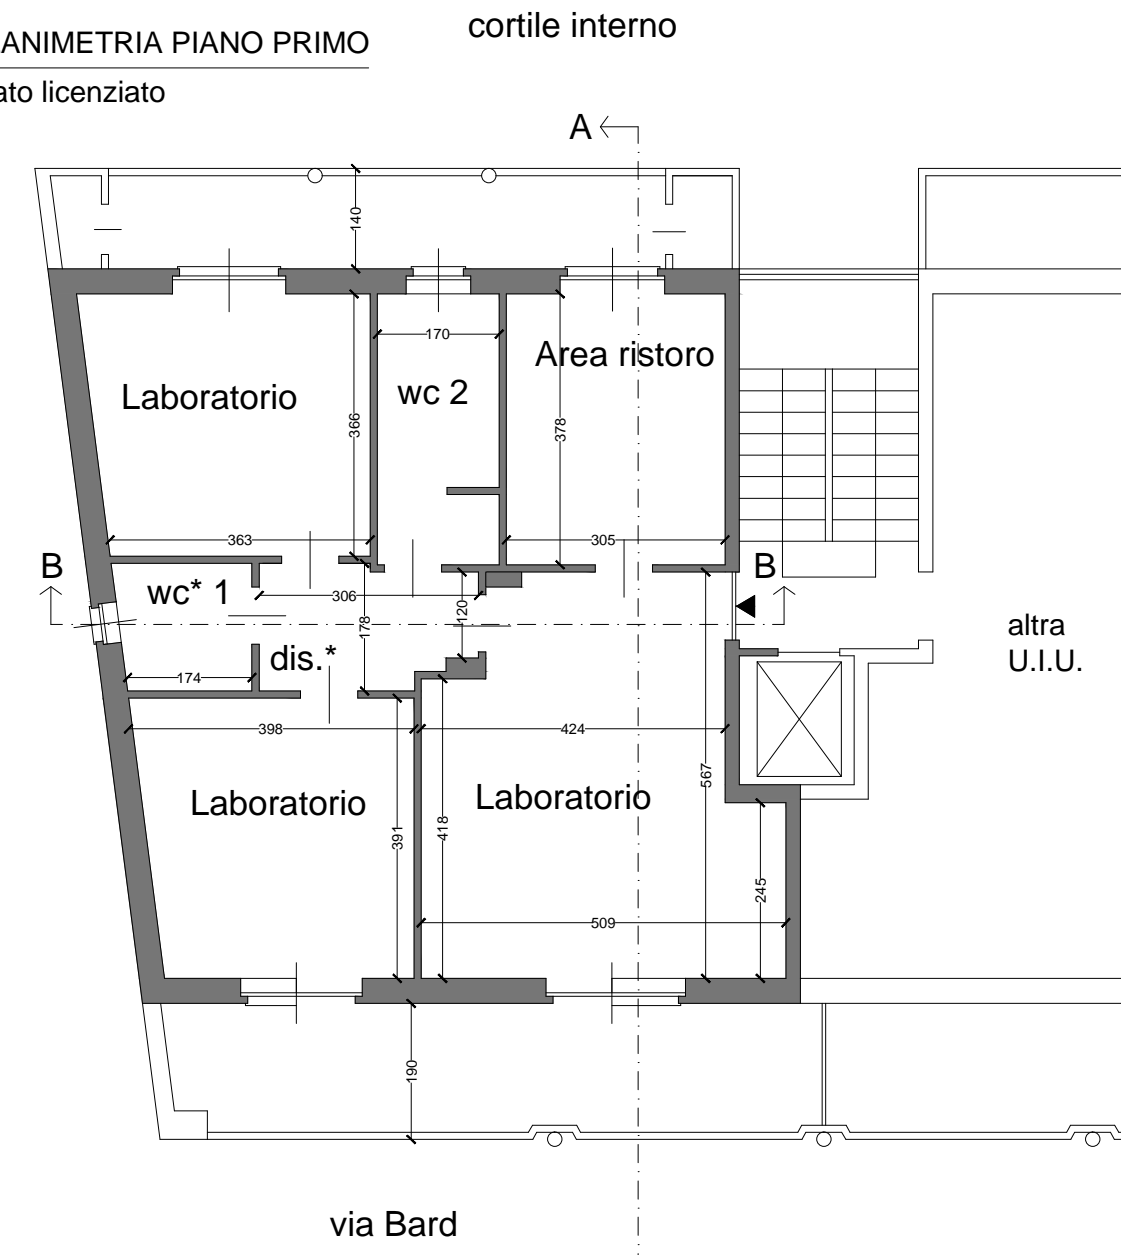 cortile interno
ANIMETRIA PIANO PRIMO
ato licenziato
A
140
170
Area ristoro
wc 2
Laboratorio
366
378
363
305
B
B
wc* 1
306
120
178
altra
dis.*
U.I.U.
174
398
424
567
Laboratorio
Laboratorio
391
418
245
509
190
via Bard